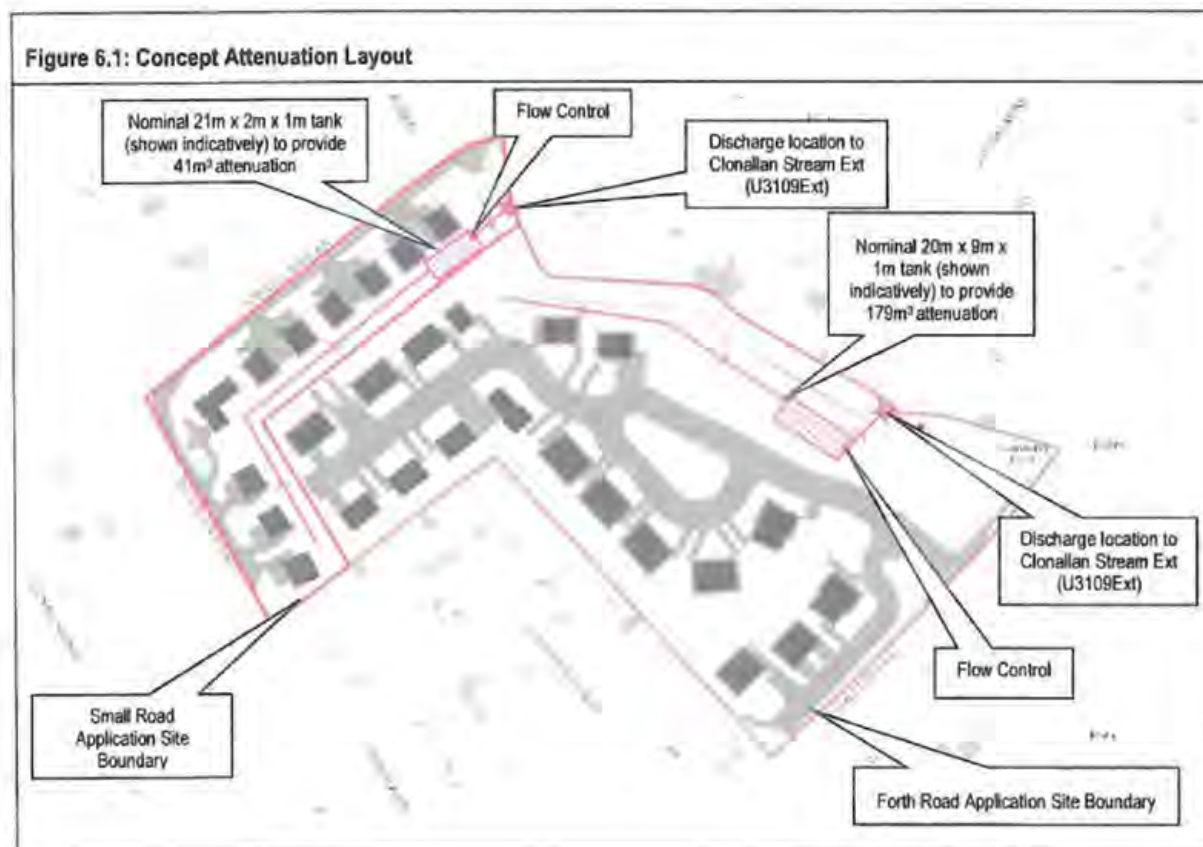 Figure 6.1: Concept Attenuation Layout
Nominal 21m x 2m x 1m tank
(shown indicatively) to provide
41m³ attenuation
Flow Control
Discharge location to
Clonallan Stream Ext
(U3109Ext)
Nominal 20m x 9m x
1m tank (shown
indicatively) to provide
179m³ attenuation
Discharge location to
Clonallan Stream Ext
(U3109Ext)
Flow Control
Small Road
Application Site
Boundary
Forth Road Application Site Boundary